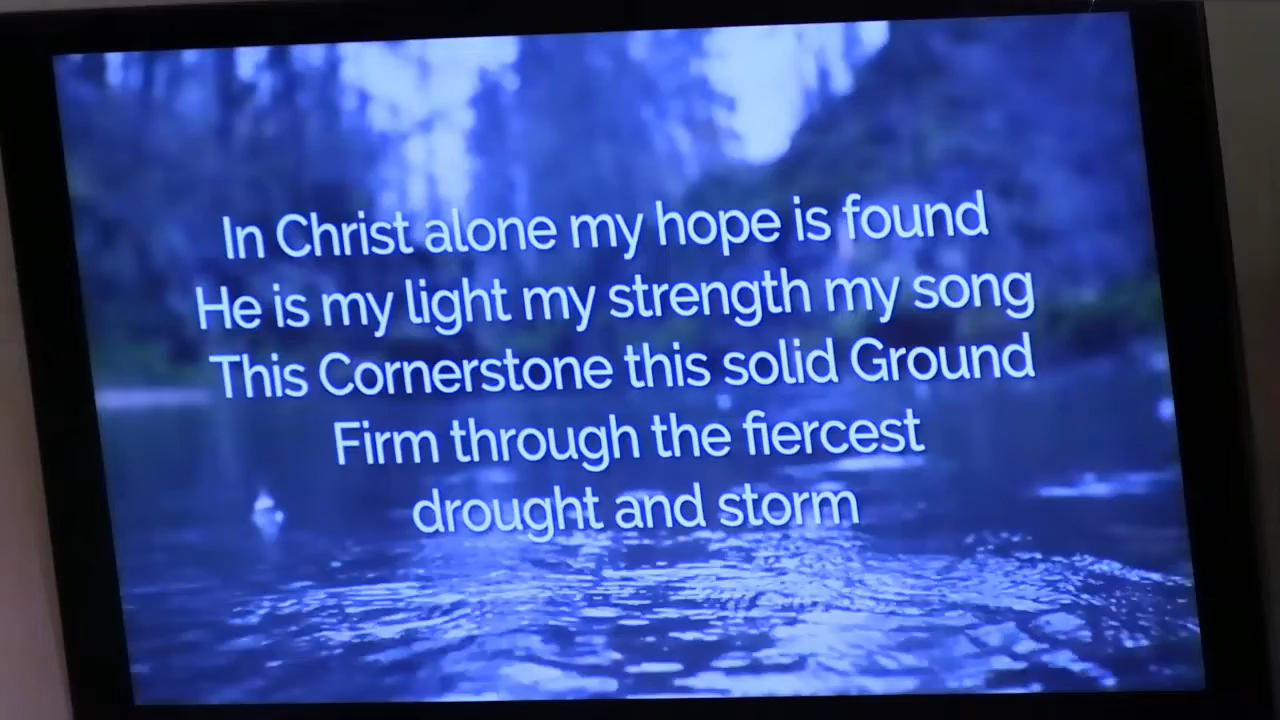 In Christ alone my hope is found
He is my light my strength my song
This Cornerstone this solid Ground
Firm through the fiercest
drought and storm